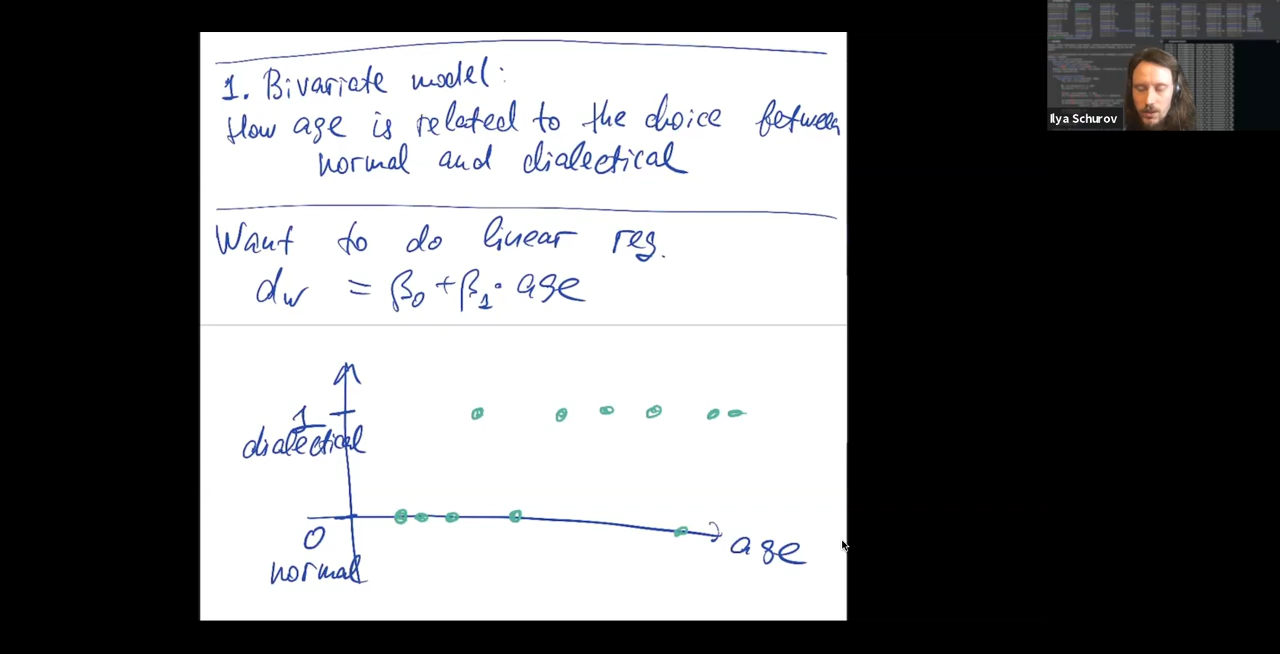 1. Bivariate model:
How age is related to the choice between
normal and dialectical
Want to do linear reg.
dw = β₀ + β₁ · age
1
dialectical
0
normal
age
Ilya Schurov